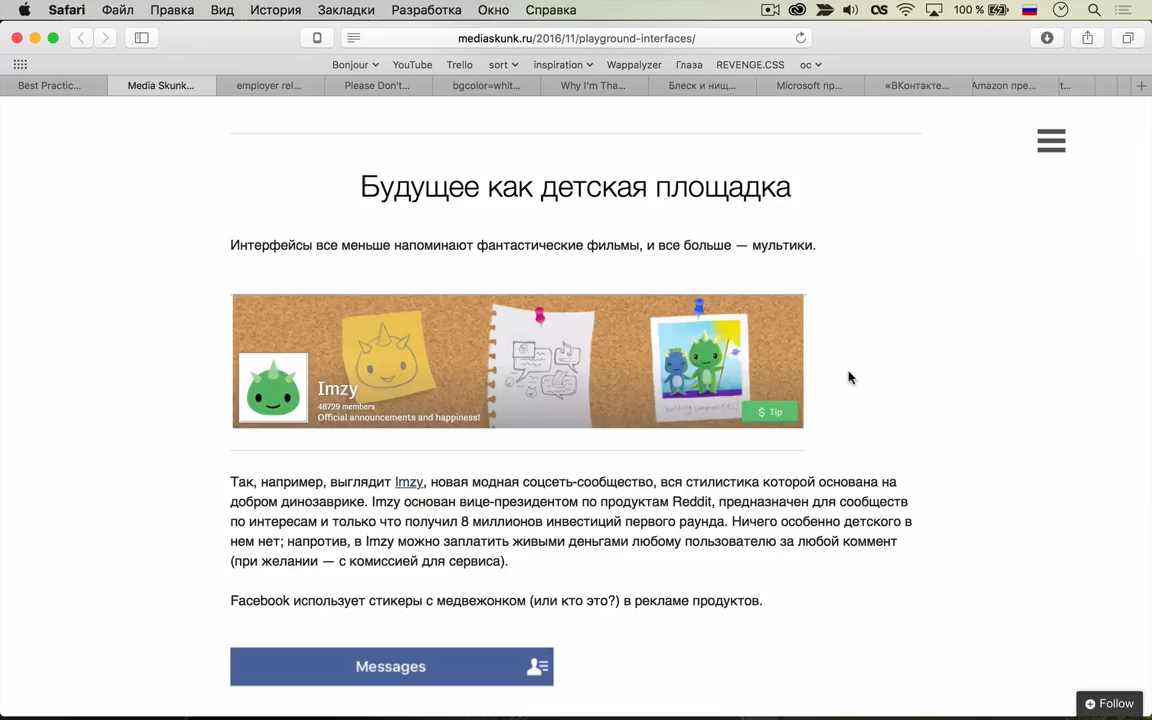 Safari Файл Правка Вид История Закладки Разработка Окно Справка 100 %
mediaskunk.ru/2016/11/playground-interfaces/
Bonjour YouTube Trello sort inspiration Wappalyzer Глаза REVENGE.CSS ос
Best Practic... Media Skunk... employer rel... Please Don't... bgcolor=whit... Why I'm Tha... Блеск и нищ... Microsoft пр... «ВКонтакте... Amazon пре... t...
Будущее как детская площадка
Интерфейсы все меньше напоминают фантастические фильмы, и все больше — мультики.
Imzy
48729 members
Official announcements and happiness!
$ Tip
Так, например, выглядит Imzy, новая модная соцсеть-сообщество, вся стилистика которой основана на
добром динозаврике. Imzy основан вице-президентом по продуктам Reddit, предназначен для сообществ
по интересам и только что получил 8 миллионов инвестиций первого раунда. Ничего особенно детского в
нем нет; напротив, в Imzy можно заплатить живыми деньгами любому пользователю за любой коммент
(при желании — с комиссией для сервиса).
Facebook использует стикеры с медвежонком (или кто это?) в рекламе продуктов.
Messages
Follow